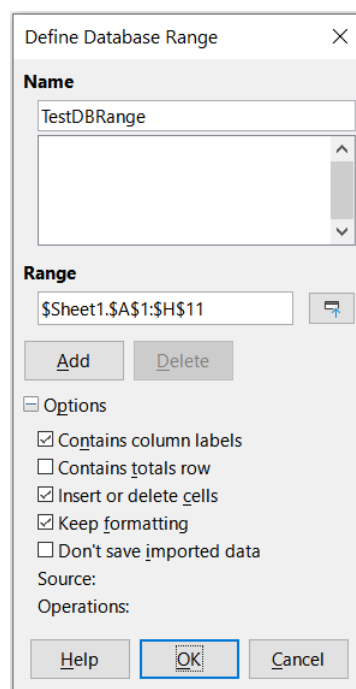 Define Database Range
Name
TestDBRange
Range
$Sheet1.$A$1:$H$11
Add Delete
Options
Contains column labels
Contains totals row
Insert or delete cells
Keep formatting
Don't save imported data
Source:
Operations:
Help OK Cancel